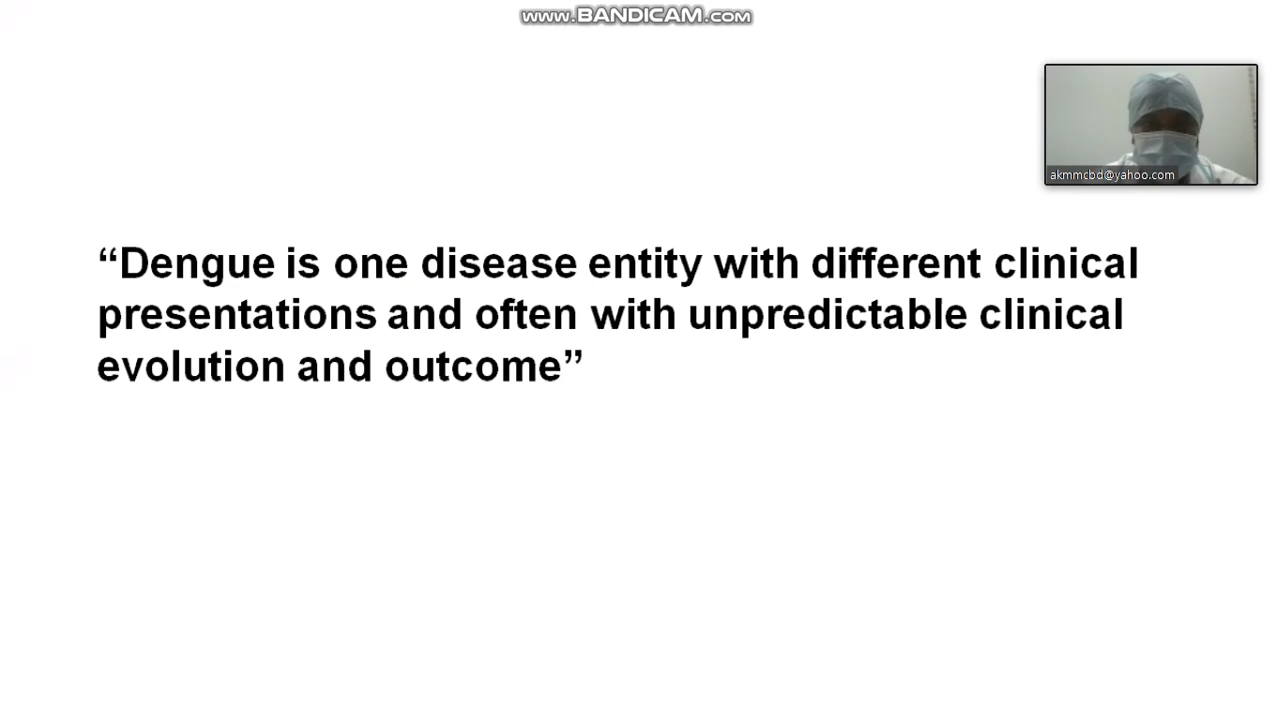 www.BANDICAM.com
akmmcbd@yahoo.com
“Dengue is one disease entity with different clinical
presentations and often with unpredictable clinical
evolution and outcome”